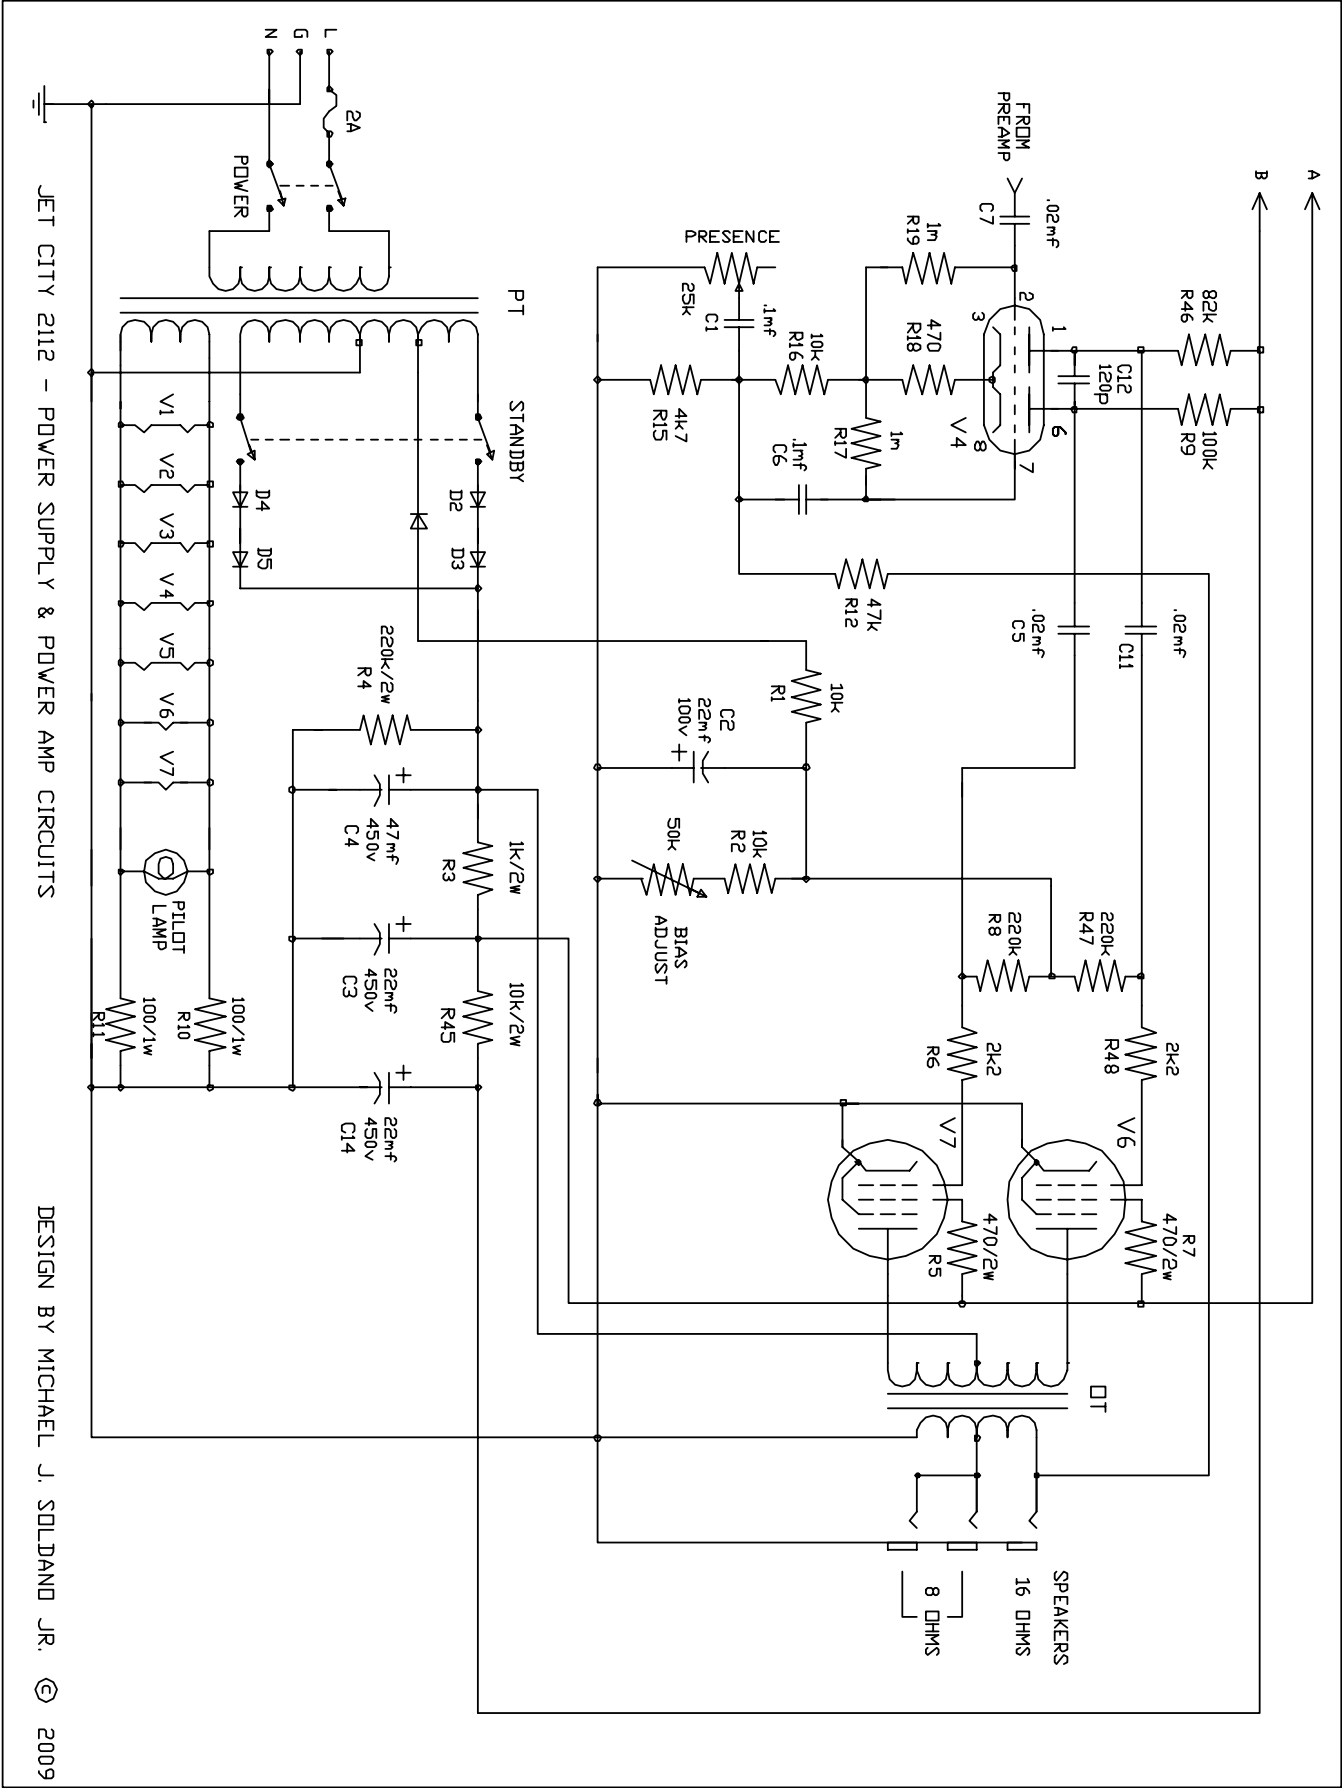 A
B
FROM
PREAMP
.02mf
C7
82k
R46
100k
R9
1m
R19
470
R18
2
3
1
6
7
8
V4
C12
120p
PRESENCE
25k
.1mf
C1
10k
R16
1m
R17
.1mf
C6
4k7
R15
47k
R12
.02mf
C11
.02mf
C5
10k
R1
C2
22mf
100v
+
50k
10k
R2
BIAS
ADJUST
220k
R47
220k
R8
2k2
R48
2k2
R6
V6
V7
R7
470/2w
470/2w
R5
OT
SPEAKERS
16 OHMS
8 OHMS
L
G
N
2A
POWER
PT
STANDBY
D2
D3
D4
D5
220k/2w
R4
+
47mf
450v
C4
1k/2w
R3
+
22mf
450v
C3
10k/2w
R45
+
22mf
450v
C14
V1
V2
V3
V4
V5
V6
V7
PILOT
LAMP
100/1w
R10
100/1w
R11
JET CITY 2112 - POWER SUPPLY & POWER AMP CIRCUITS
DESIGN BY MICHAEL J. SOLDANO JR. © 2009